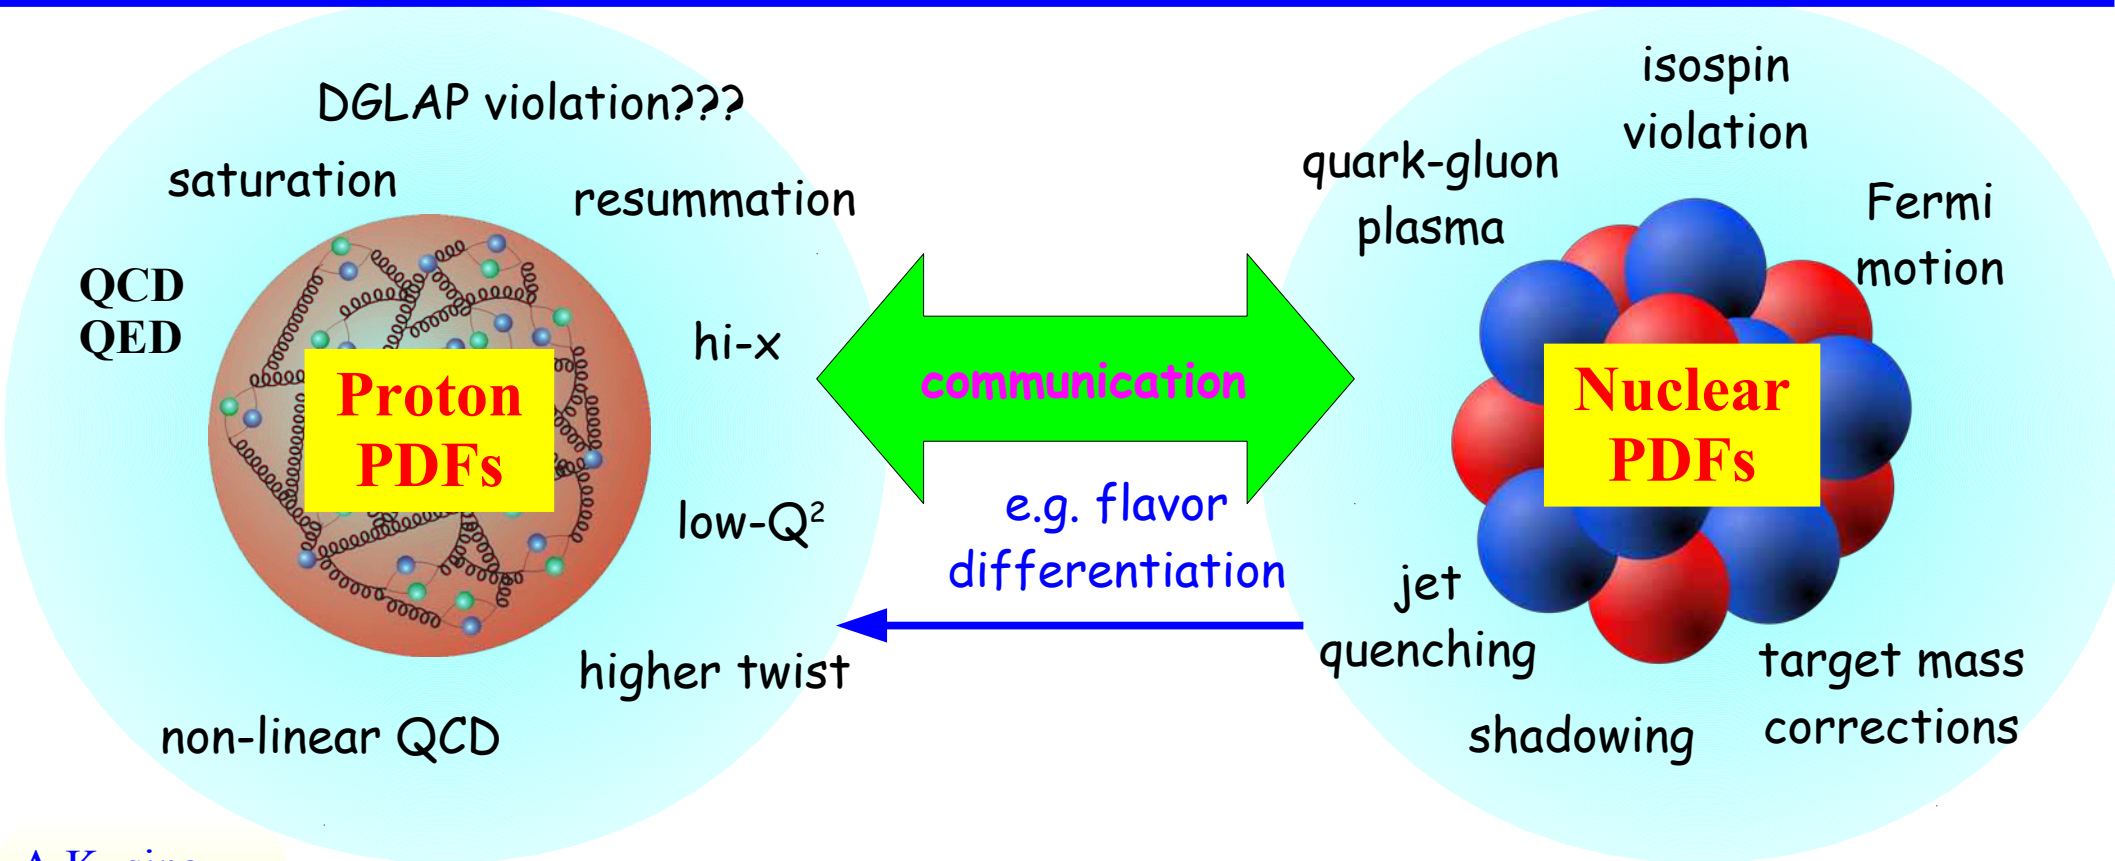 DGLAP violation???
saturation
resummation
QCD
QED
hi-x
Proton
PDFs
low-Q²
higher twist
non-linear QCD
communication
e.g. flavor
differentiation
isospin
violation
quark-gluon
plasma
Fermi
motion
Nuclear
PDFs
jet
quenching
target mass
corrections
shadowing